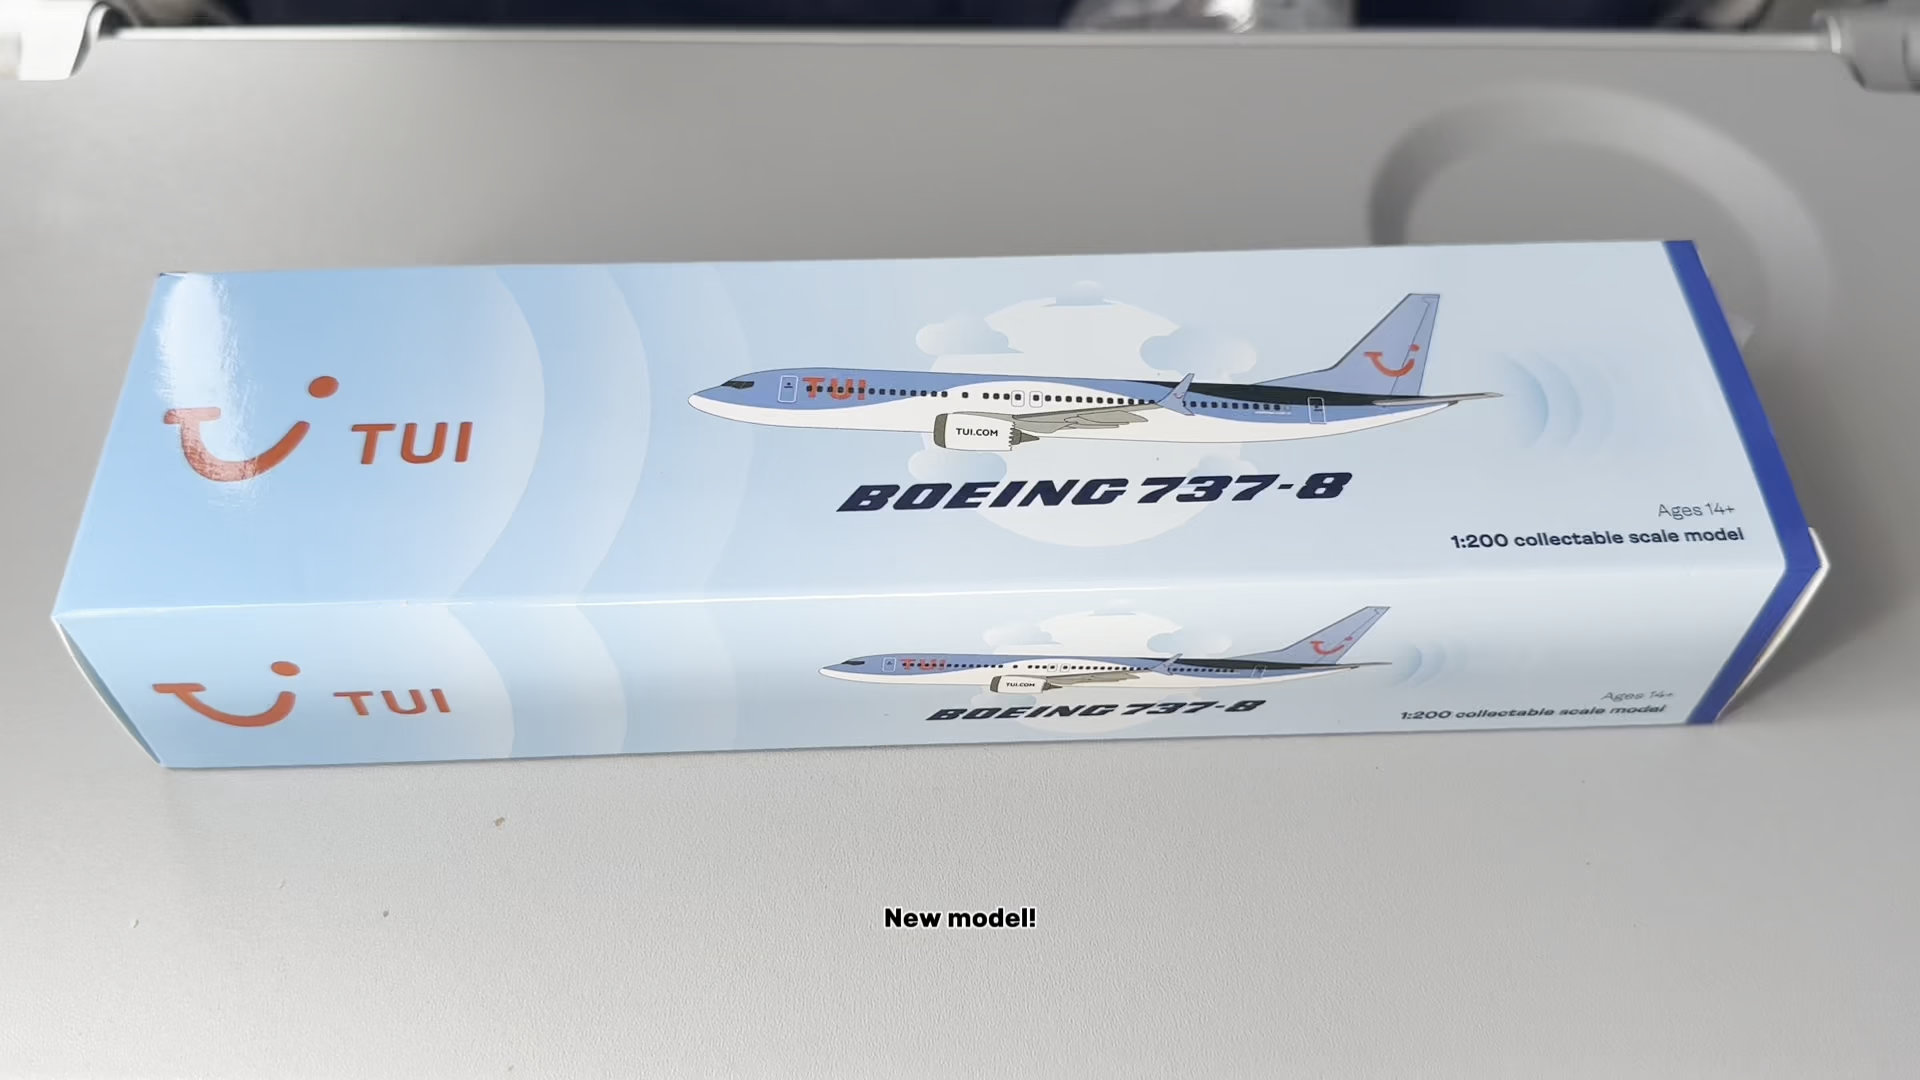 TUI
TUI
TUI.COM
BOEING 737-8
Ages 14+
1:200 collectable scale model
TUI
TUI
TUI.COM
BOEING 737-8
Ages 14+
1:200 collectable scale model
New model!